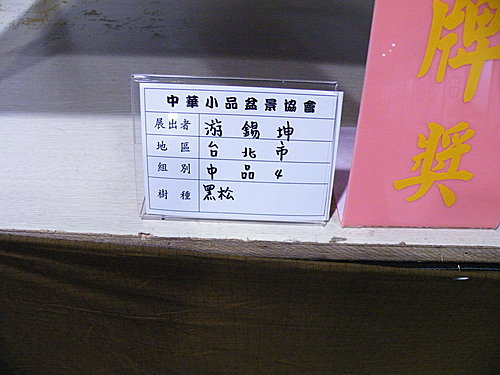 中華小品盆景協會
展出者 游錫坤
地區 台北市
組別 中品4
樹種 黑松
牌獎